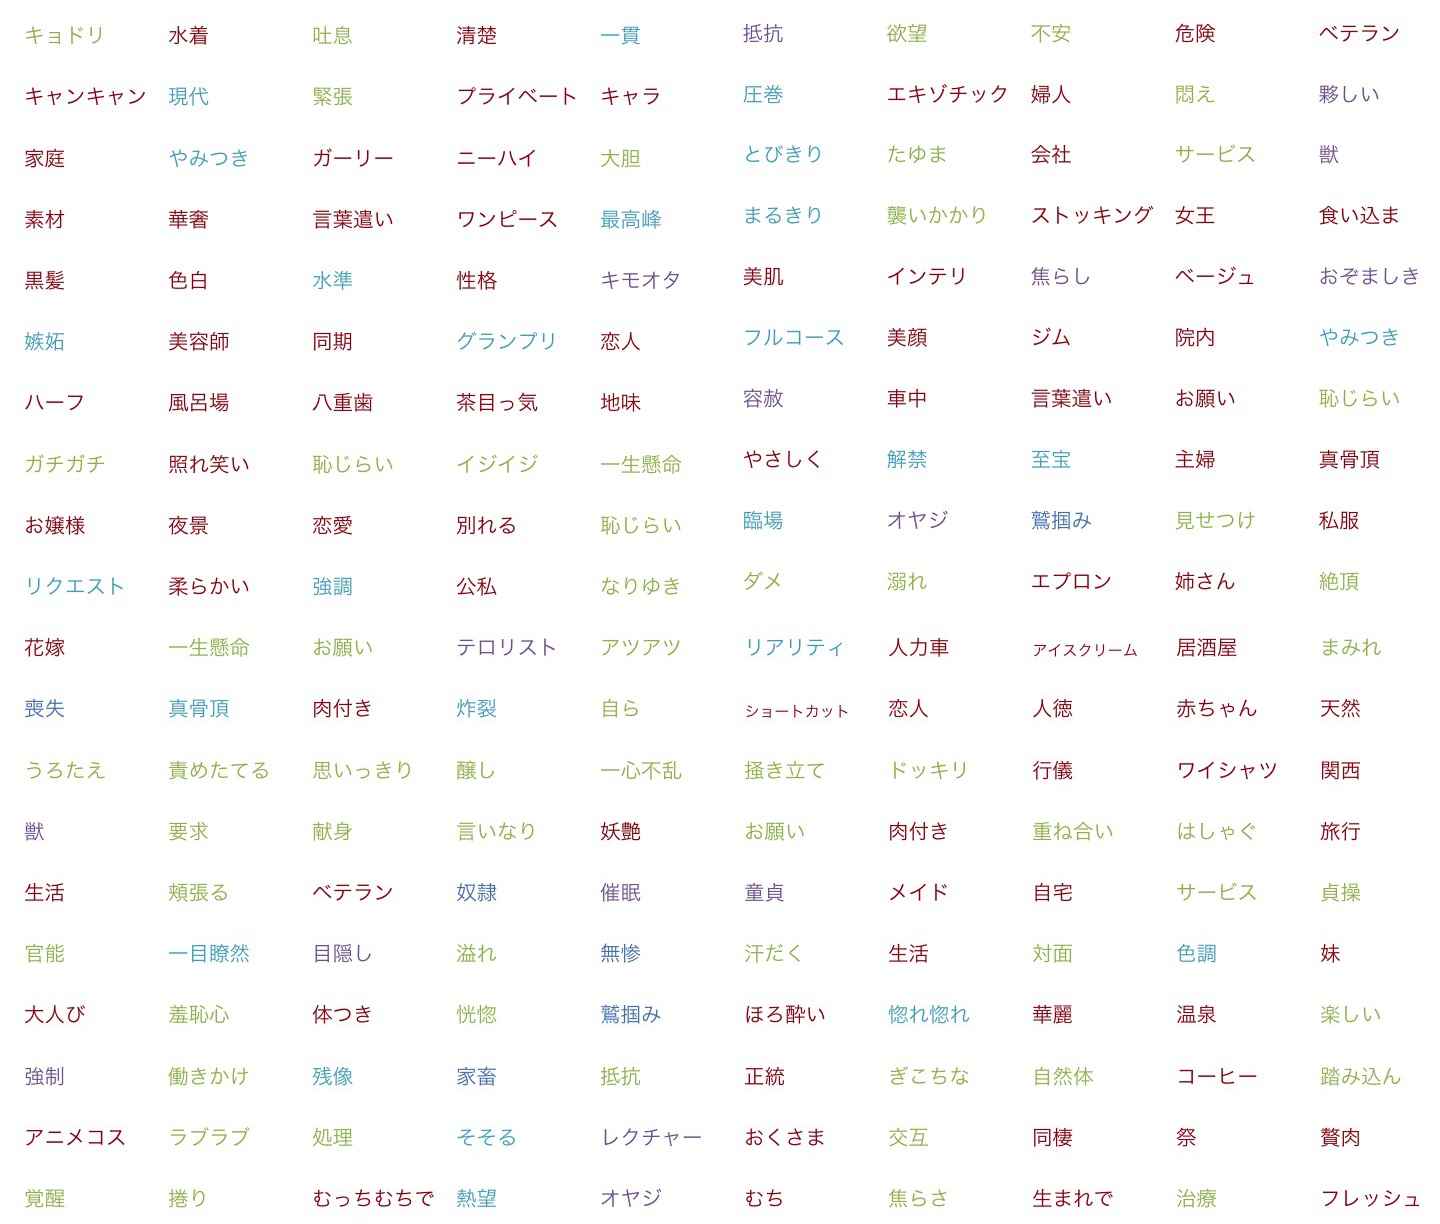 キョドリ 水着 吐息 清楚 一貫 抵抗 欲望 不安 危険 ベテラン
キャンキャン 現代 緊張 プライベート キャラ 圧巻 エキゾチック 婦人 悶え 夥しい
家庭 やみつき ガーリー ニーハイ 大胆 とびきり たゆま 会社 サービス 獣
素材 華奢 言葉遣い ワンピース 最高峰 まるきり 襲いかかり ストッキング 女王 食い込ま
黒髪 色白 水準 性格 キモオタ 美肌 インテリ 焦らし ベージュ おぞましき
嫉妬 美容師 同期 グランプリ 恋人 フルコース 美顔 ジム 院内 やみつき
ハーフ 風呂場 八重歯 茶目っ気 地味 容赦 車中 言葉遣い お願い 恥じらい
ガチガチ 照れ笑い 恥じらい イジイジ 一生懸命 やさしく 解禁 至宝 主婦 真骨頂
お嬢様 夜景 恋愛 別れる 恥じらい 臨場 オヤジ 鷲掴み 見せつけ 私服
リクエスト 柔らかい 強調 公私 なりゆき ダメ 溺れ エプロン 姉さん 絶頂
花嫁 一生懸命 お願い テロリスト アツアツ リアリティ 人力車 アイスクリーム 居酒屋 まみれ
喪失 真骨頂 肉付き 炸裂 自ら ショートカット 恋人 人徳 赤ちゃん 天然
うろたえ 責めたてる 思いっきり 醸し 一心不乱 掻き立て ドッキリ 行儀 ワイシャツ 関西
獣 要求 献身 言いなり 妖艶 お願い 肉付き 重ね合い はしゃぐ 旅行
生活 頬張る ベテラン 奴隷 催眠 童貞 メイド 自宅 サービス 貞操
官能 一目瞭然 目隠し 溢れ 無惨 汗だく 生活 対面 色調 妹
大人び 羞恥心 体つき 恍惚 鷲掴み ほろ酔い 惚れ惚れ 華麗 温泉 楽しい
強制 働きかけ 残像 家畜 抵抗 正統 ぎこちな 自然体 コーヒー 踏み込ん
アニメコス ラブラブ 処理 そそる レクチャー おくさま 交互 同棲 祭 贅肉
覚醒 捲り むっちむちで 熱望 オヤジ むち 焦らさ 生まれで 治療 フレッシュ